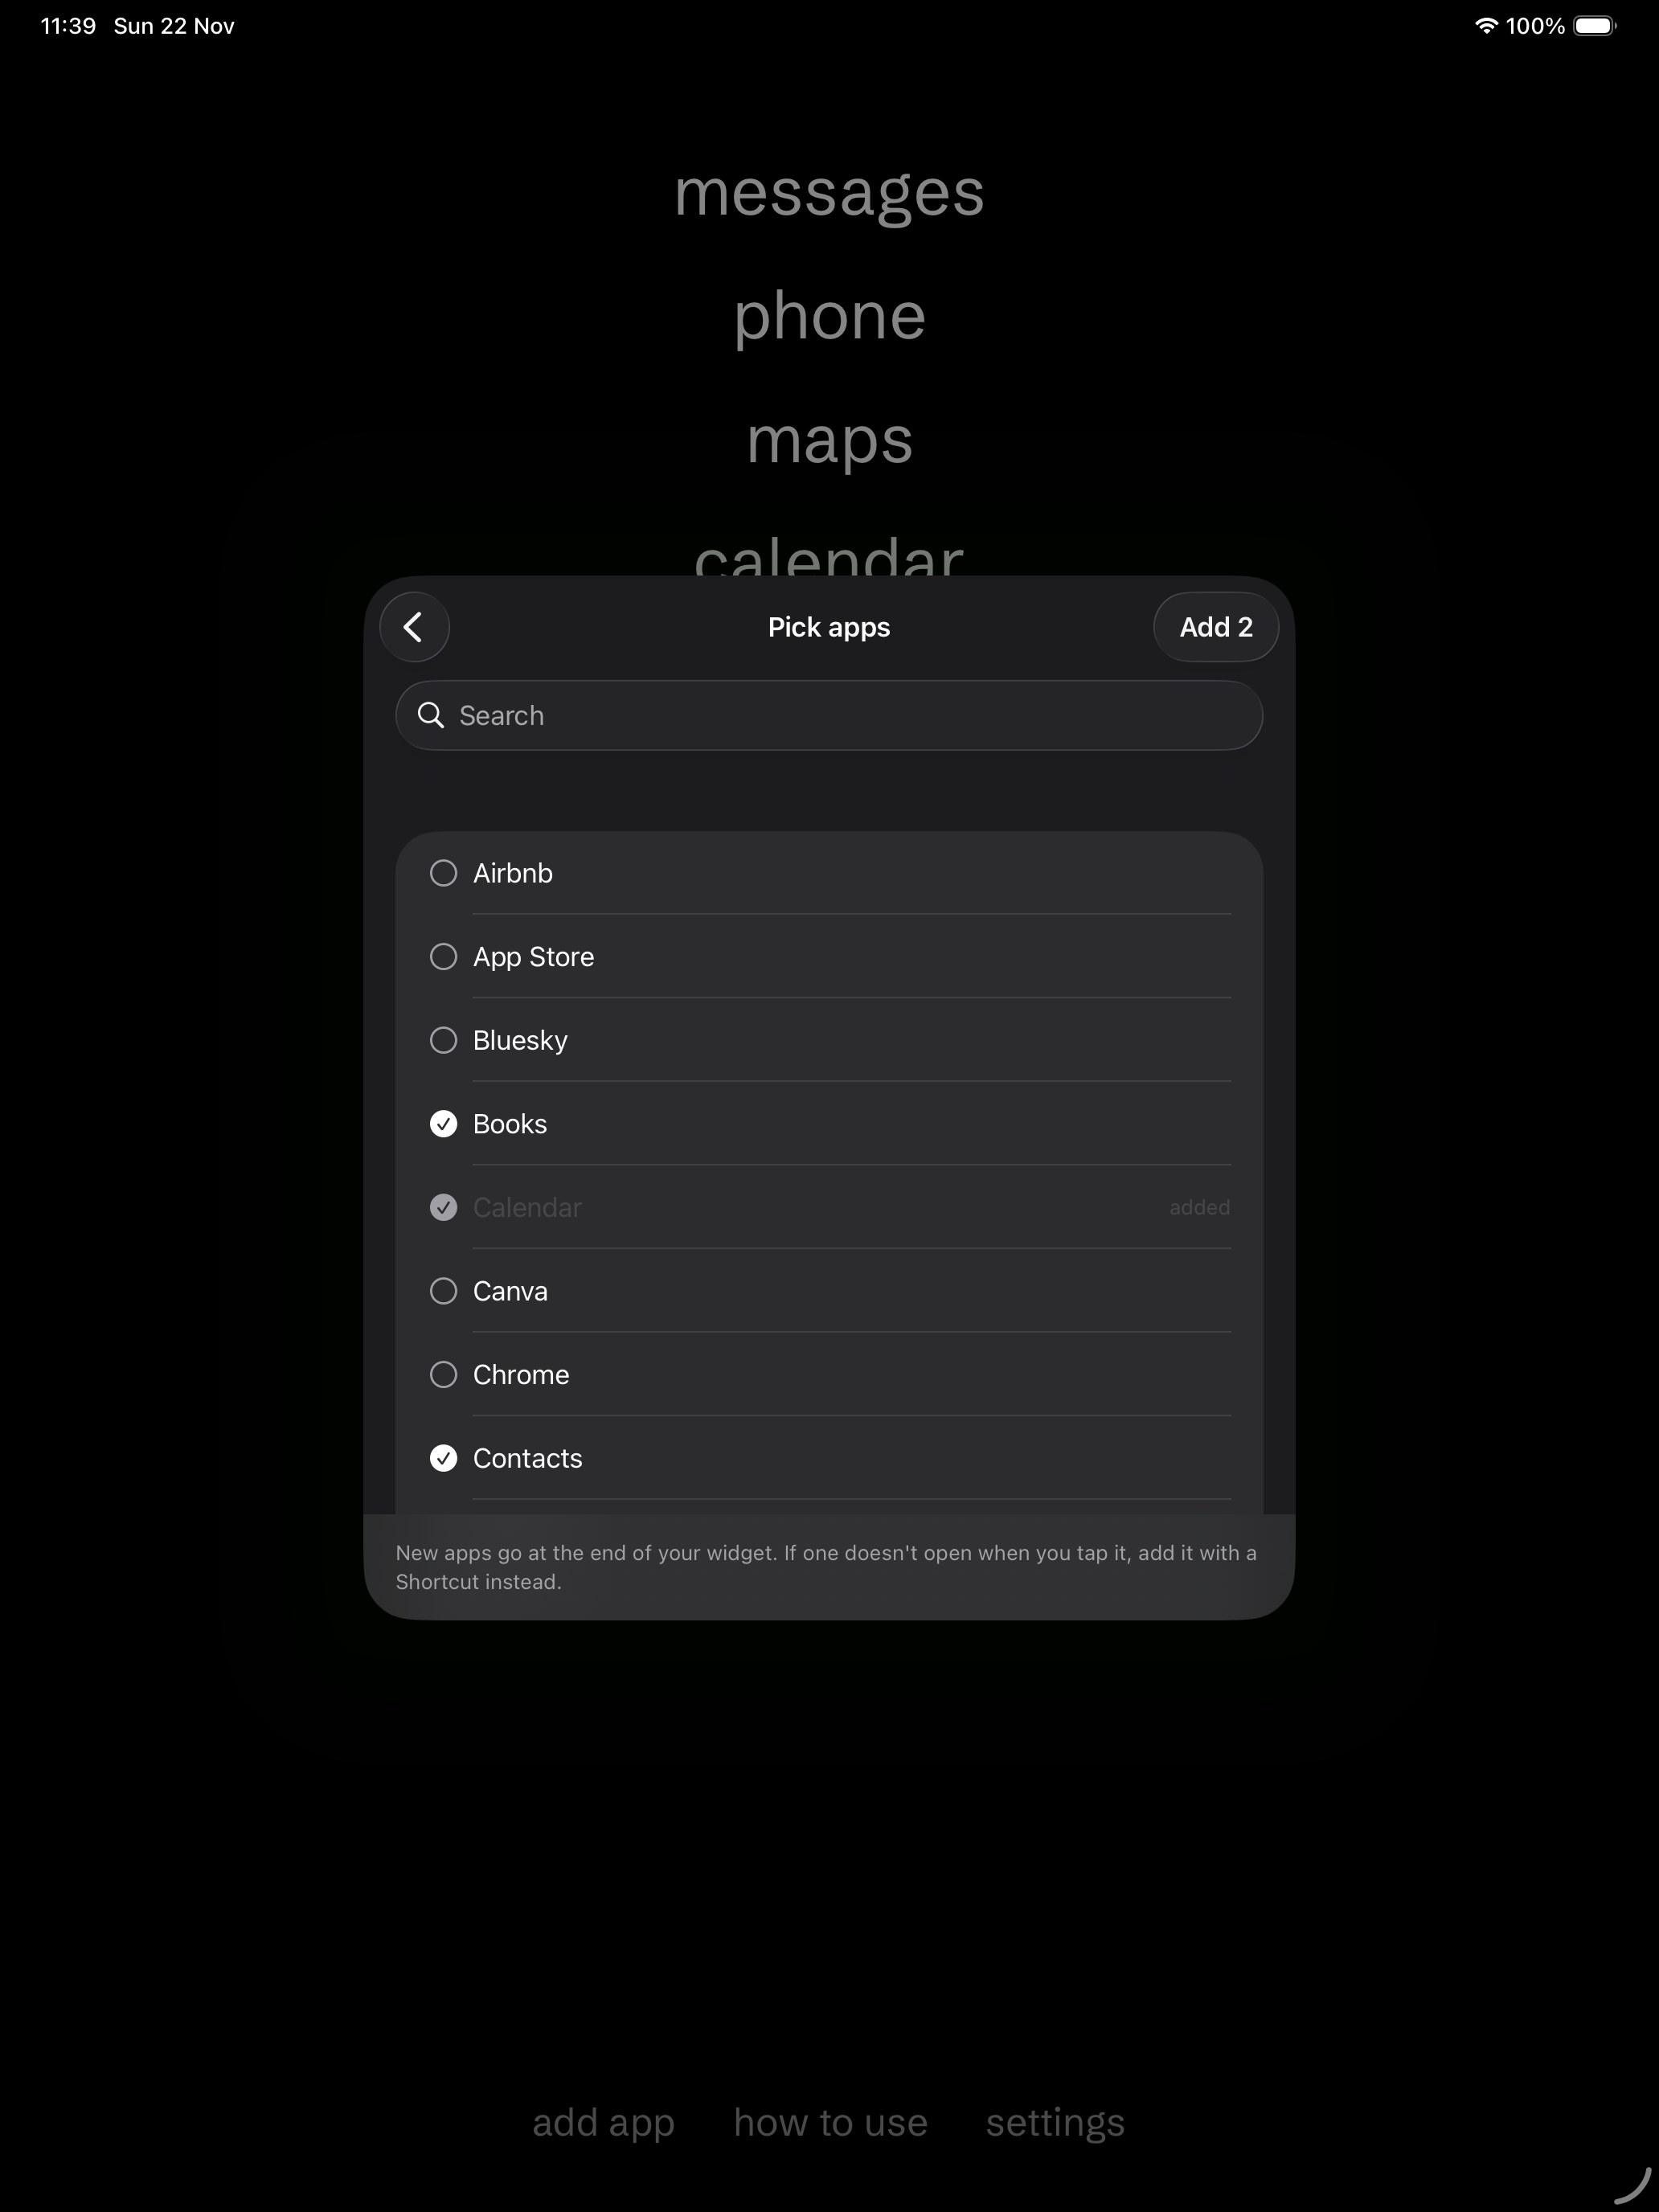 11:39 Sun 22 Nov
100%
messages
phone
maps
calendar
Pick apps
Add 2
Search
Airbnb
App Store
Bluesky
Books
Calendar added
Canva
Chrome
Contacts
New apps go at the end of your widget. If one doesn't open when you tap it, add it with a
Shortcut instead.
add app how to use settings